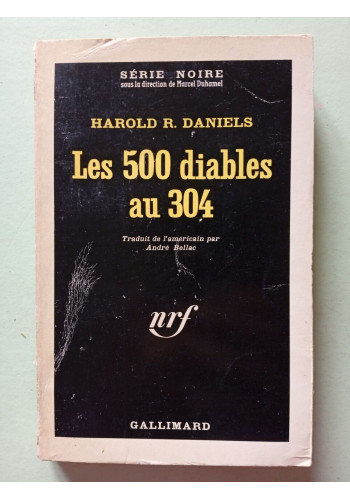 SÉRIE NOIRE
sous la direction de Marcel Duhamel
HAROLD R. DANIELS
Les 500 diables
au 304
Traduit de l'américain par
André Bellac
nrf
GALLIMARD